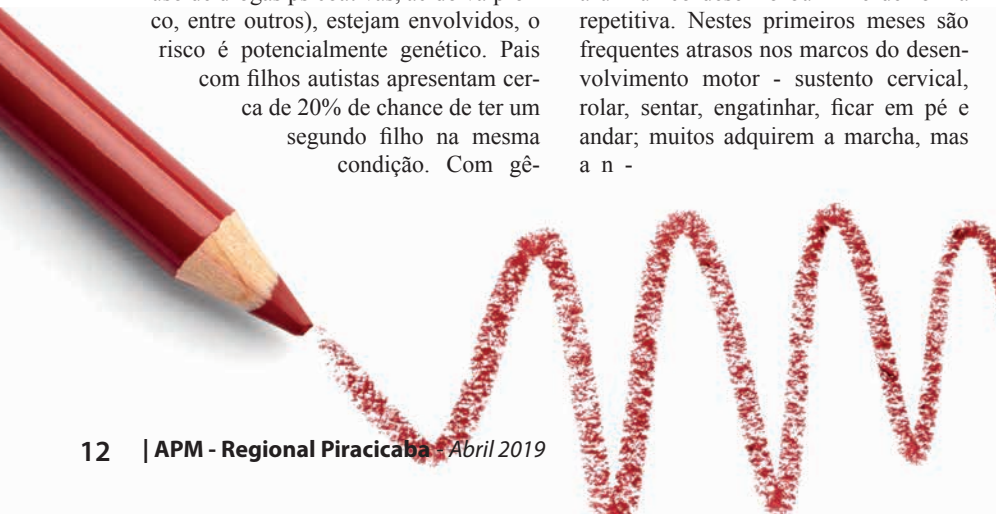 co, entre outros), estejam envolvidos, o
risco é potencialmente genético. Pais
com filhos autistas apresentam cer-
ca de 20% de chance de ter um
segundo filho na mesma
condição. Com gê-
repetitiva. Nestes primeiros meses são
frequentes atrasos nos marcos do desen-
volvimento motor - sustento cervical,
rolar, sentar, engatinhar, ficar em pé e
andar; muitos adquirem a marcha, mas
a n -
12 | APM - Regional Piracicaba - Abril 2019